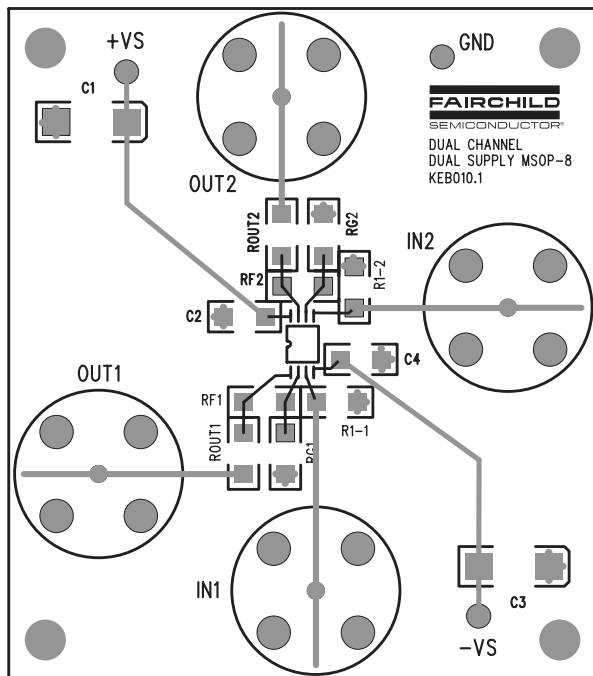 +VS
GND
C1
FAIRCHILD
SEMICONDUCTOR®
DUAL CHANNEL
DUAL SUPPLY MSOP-8
KEB010.1
OUT2
ROUT2
RG2
IN2
RF2
R1-2
C2
C4
OUT1
RF1
ROUT1
RG1
R1-1
IN1
C3
-VS